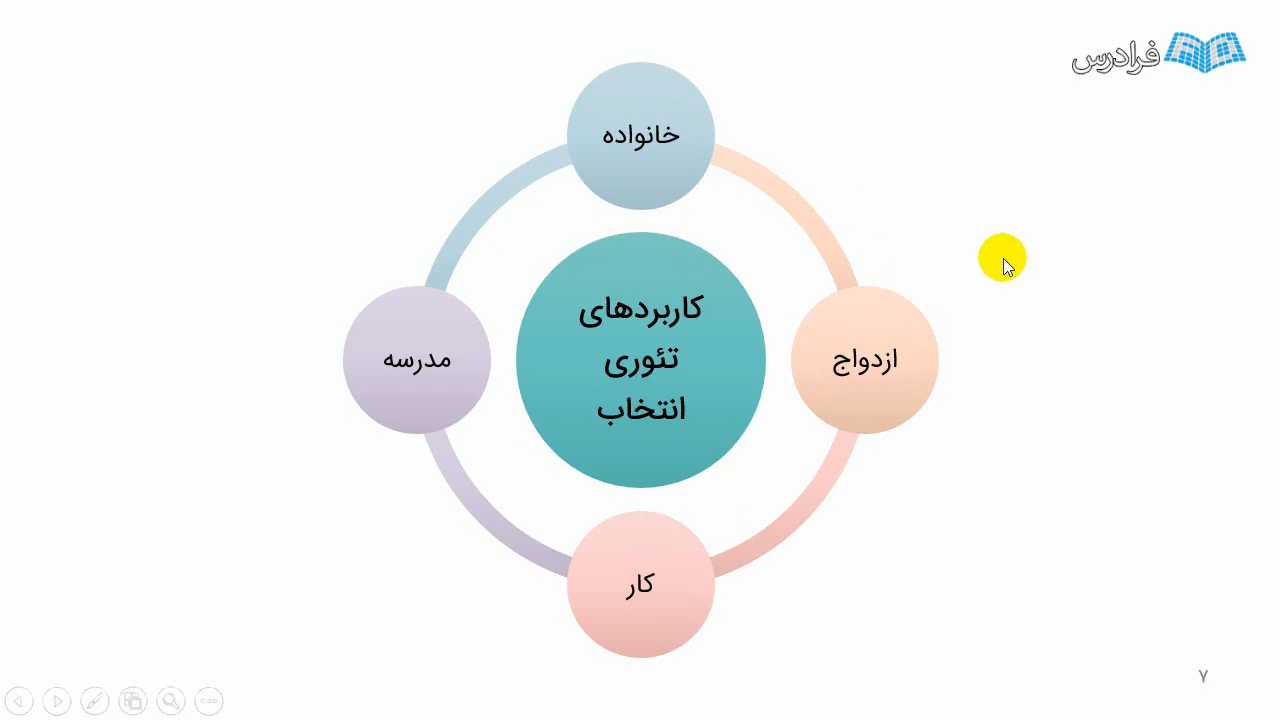 فرادرس
خانواده
کاربردهای
تئوری
انتخاب
ازدواج
مدرسه
کار
۷